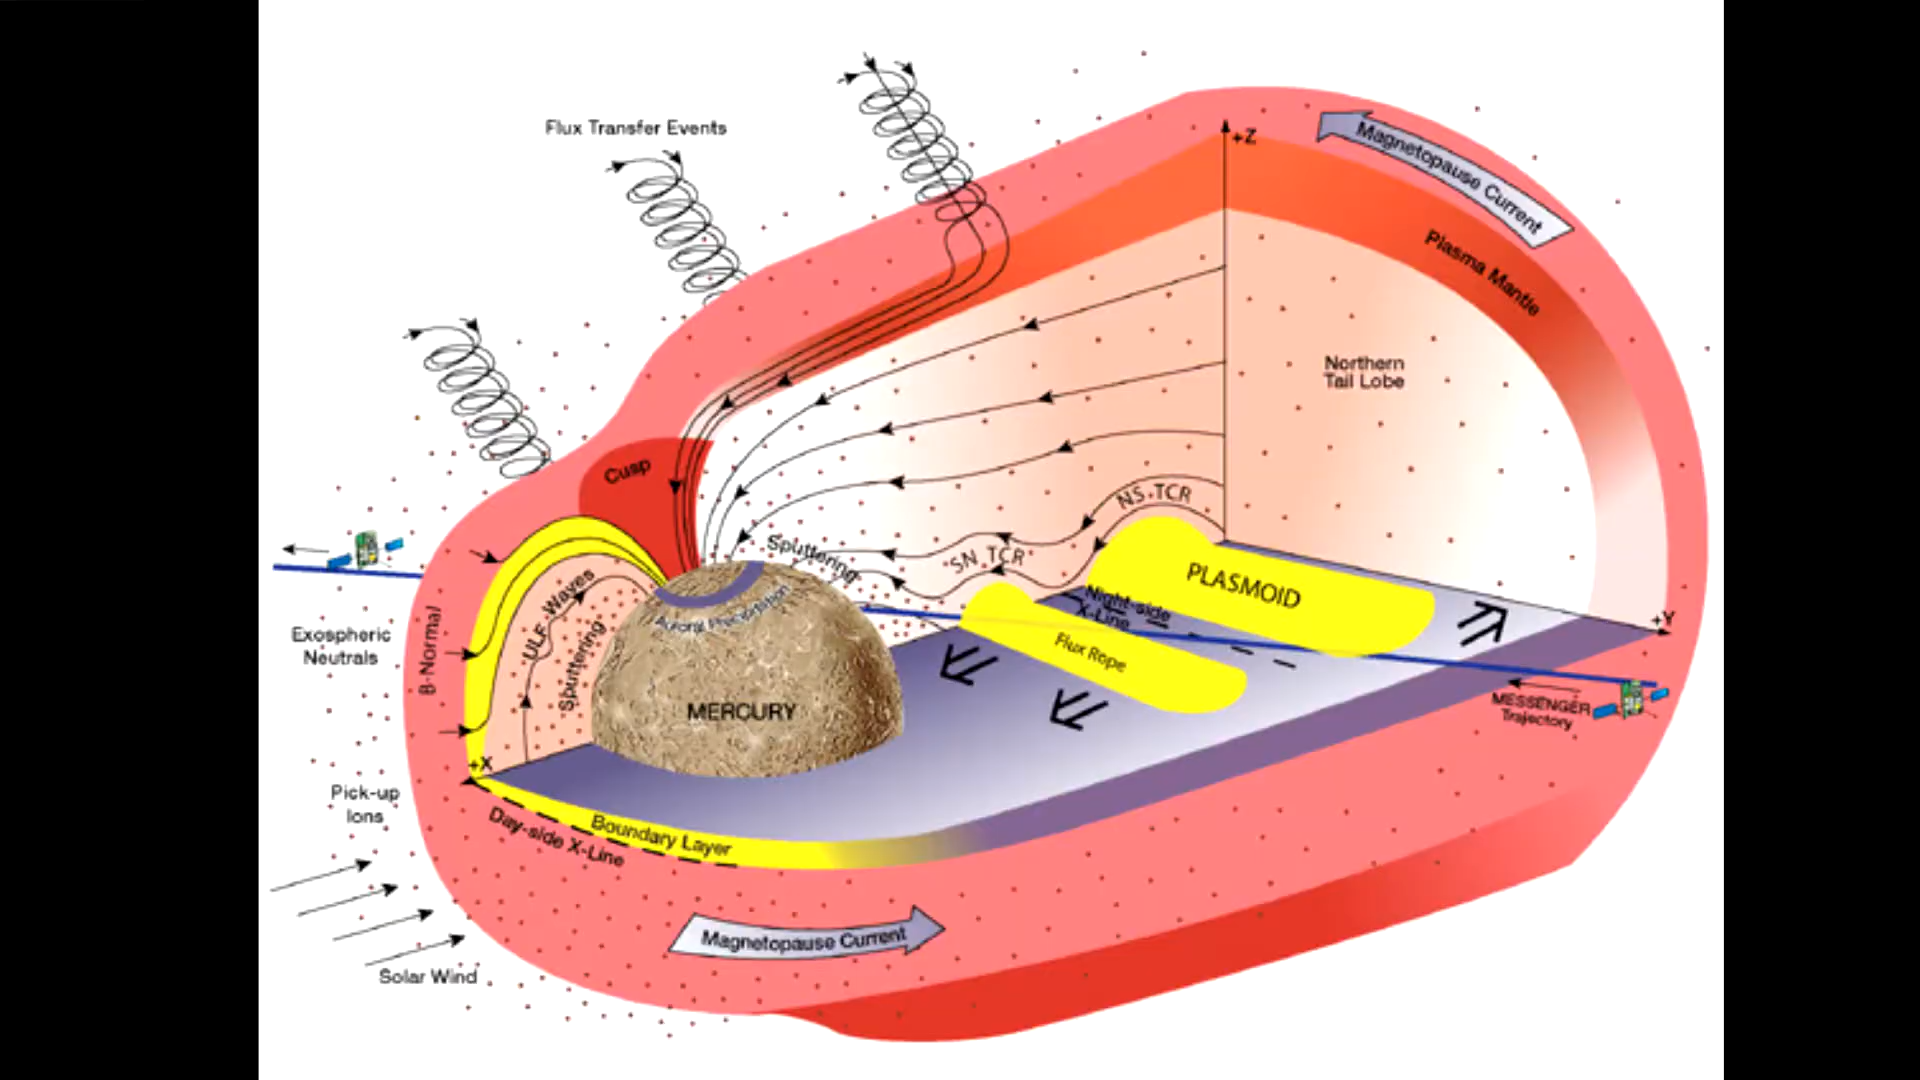 Flux Transfer Events
+Z
Magnetopause Current
Plasma Mantle
Northern
Tail Lobe
Cusp
NS TCR
SN TCR
Sputtering
PLASMOID
Night-side
X-Line
Flux Rope
+Y
MESSENGER
Trajectory
ULF Waves
Sputtering
Auroral Precipitation
MERCURY
B-Normal
Exospheric
Neutrals
+X
Pick-up
Ions
Day-side X-Line
Boundary Layer
Magnetopause Current
Solar Wind